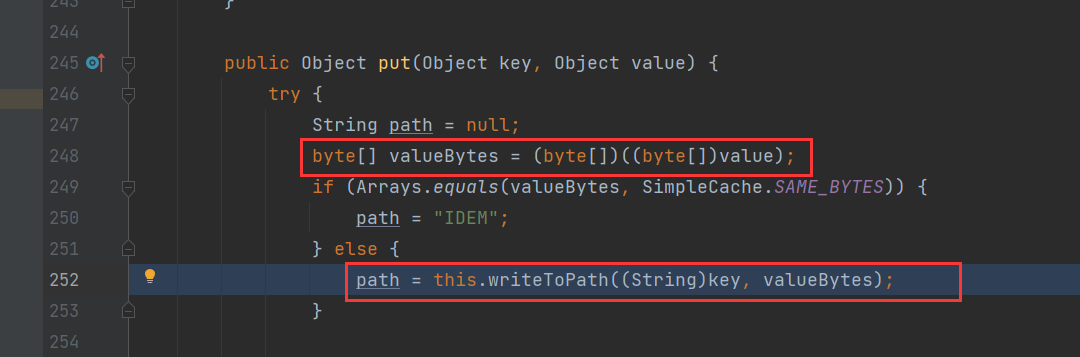 243 }
244
245 public Object put(Object key, Object value) {
246 try {
247 String path = null;
248 byte[] valueBytes = (byte[])((byte[])value);
249 if (Arrays.equals(valueBytes, SimpleCache.SAME_BYTES)) {
250 path = "IDEM";
251 } else {
252 path = this.writeToPath((String)key, valueBytes);
253 }
254